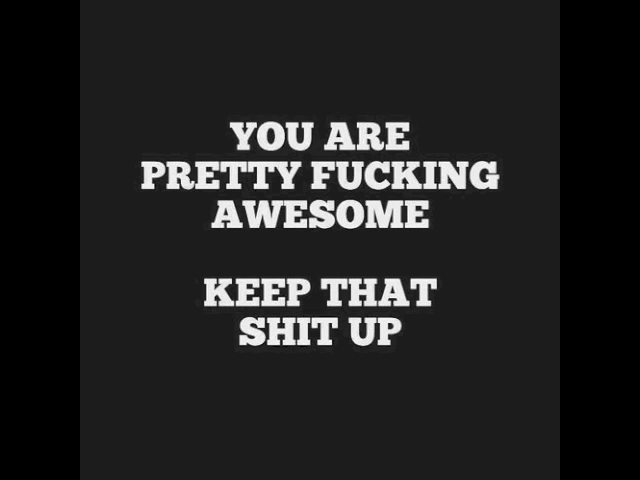 YOU ARE
PRETTY FUCKING
AWESOME
KEEP THAT
SHIT UP